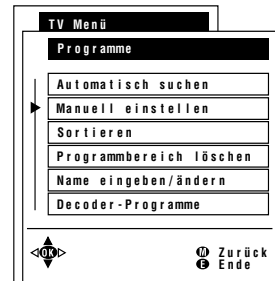 TV Menü
Programme
Automatisch suchen
Manuell einstellen
Sortieren
Programmbereich löschen
Name eingeben/ändern
Decoder-Programme
OK
M Zurück
E Ende